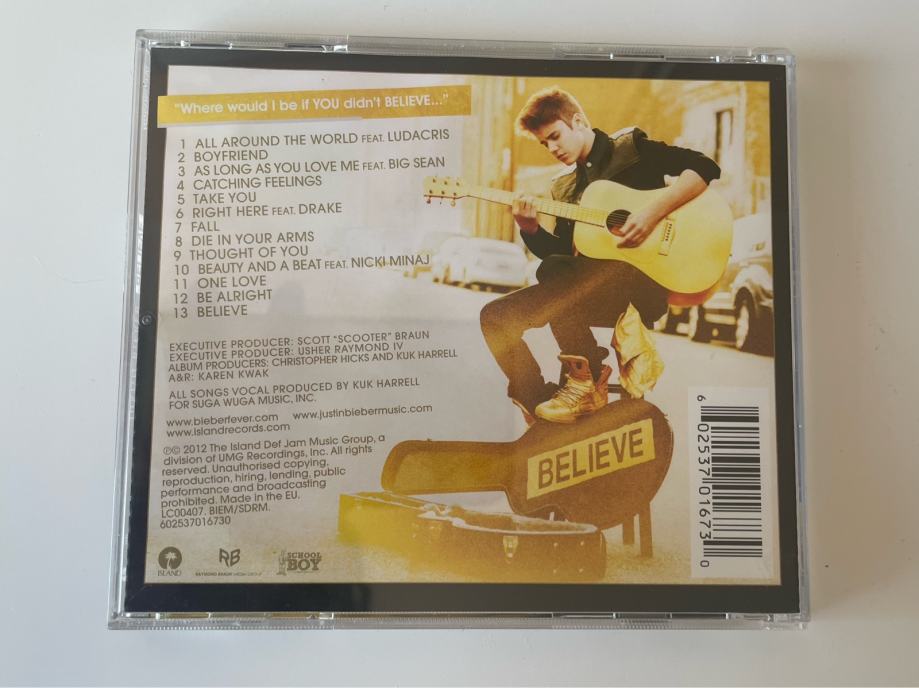 "Where would I be if YOU didn't BELIEVE..."
1 ALL AROUND THE WORLD FEAT. LUDACRIS
2 BOYFRIEND
3 AS LONG AS YOU LOVE ME FEAT. BIG SEAN
4 CATCHING FEELINGS
5 TAKE YOU
6 RIGHT HERE FEAT. DRAKE
7 FALL
8 DIE IN YOUR ARMS
9 THOUGHT OF YOU
10 BEAUTY AND A BEAT FEAT. NICKI MINAJ
11 ONE LOVE
12 BE ALRIGHT
13 BELIEVE
EXECUTIVE PRODUCER: SCOTT "SCOOTER" BRAUN
EXECUTIVE PRODUCER: USHER RAYMOND IV
ALBUM PRODUCERS: CHRISTOPHER HICKS AND KUK HARRELL
A&R: KAREN KWAK
ALL SONGS VOCAL PRODUCED BY KUK HARRELL
FOR SUGA WUGA MUSIC, INC.
www.bieberfever.com www.justinbiebermusic.com
www.islandrecords.com
℗© 2012 The Island Def Jam Music Group, a
division of UMG Recordings, Inc. All rights
reserved. Unauthorised copying,
reproduction, hiring, lending, public
performance and broadcasting
prohibited. Made in the EU.
LC00407. BIEM/SDRM.
602537016730
ISLAND
RB
RAYMOND BRAUN MEDIA GROUP
SCHOOL
BOY
BELIEVE
6 02537 01673 0